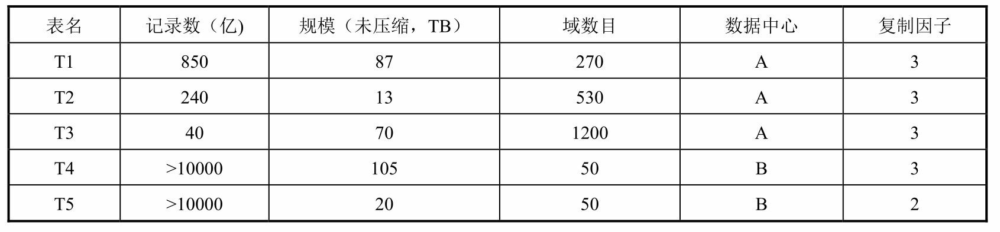 表名 记录数（亿) 规模（未压缩，TB） 域数目 数据中心 复制因子
T1 850 87 270 A 3
T2 240 13 530 A 3
T3 40 70 1200 A 3
T4 >10000 105 50 B 3
T5 >10000 20 50 B 2